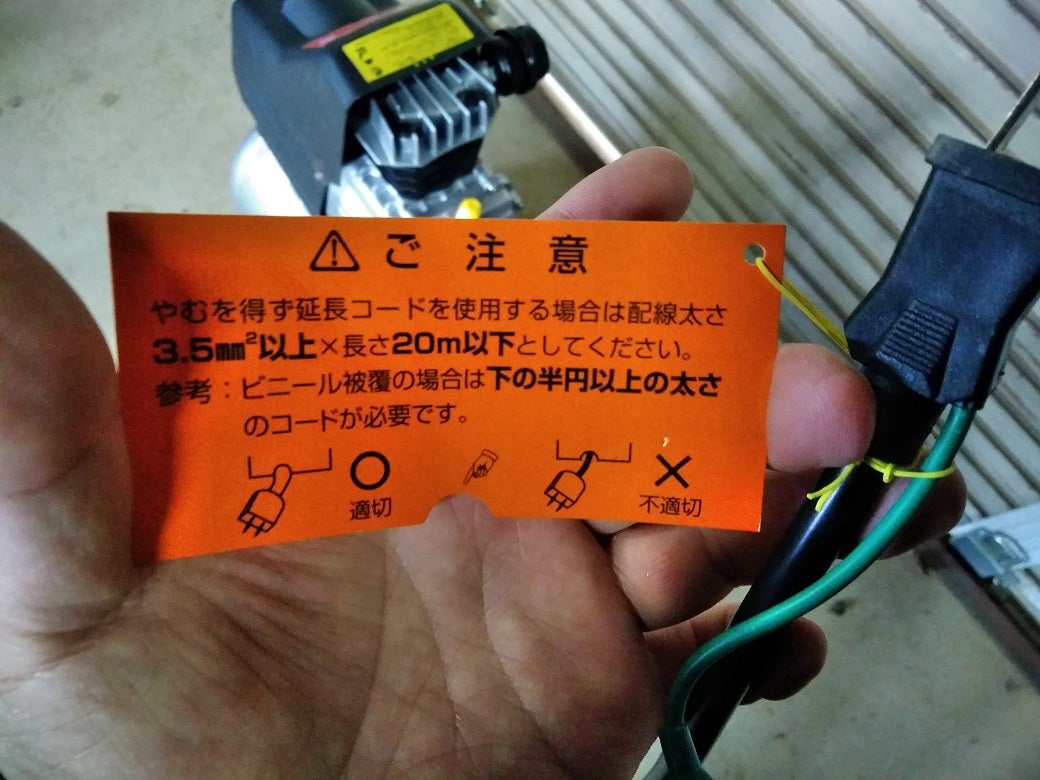 ⚠ご注意
やむを得ず延長コードを使用する場合は配線太さ
3.5mm²以上×長さ20m以下としてください。
参考：ビニール被覆の場合は下の半円以上の太さ
のコードが必要です。
○ ×
適切 不適切